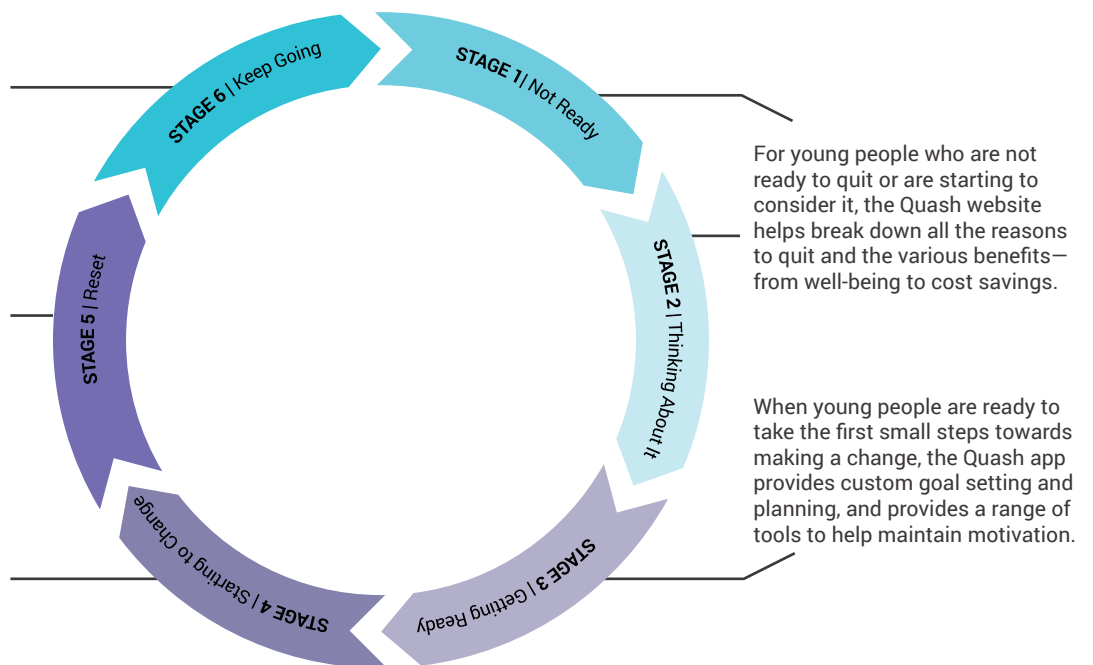 STAGE 1| Not Ready
STAGE 2 | Thinking About It
STAGE 3 | Getting Ready
STAGE 4 | Starting to Change
STAGE 5 | Reset
STAGE 6 | Keep Going
For young people who are not
ready to quit or are starting to
consider it, the Quash website
helps break down all the reasons
to quit and the various benefits—
from well-being to cost savings.
When young people are ready to
take the first small steps towards
making a change, the Quash app
provides custom goal setting and
planning, and provides a range of
tools to help maintain motivation.